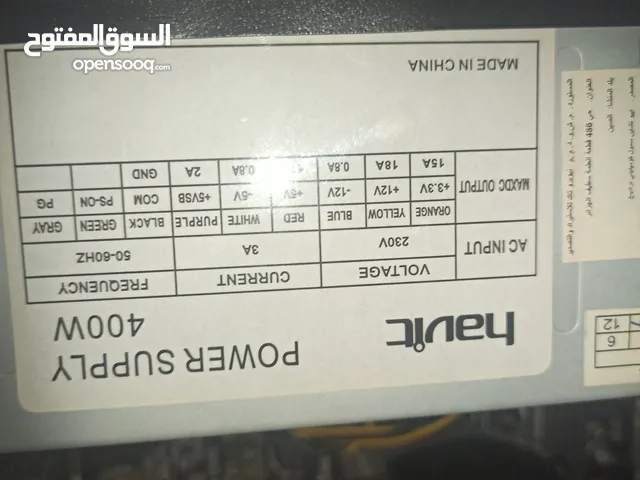 السوق المفتوح
opensooq.com
havit
POWER SUPPLY
400W
VOLTAGE CURRENT FREQUENCY
AC INPUT 230V 3A 50-60HZ
MAXDC OUTPUT
ORANGE YELLOW BLUE RED WHITE PURPLE BLACK GREEN GRAY
+3.3V +12V -12V +5V -5V +5VSB COM PS-ON PG
15A 18A 0.8A 0.8A 2A GND
MADE IN CHINA
6
12